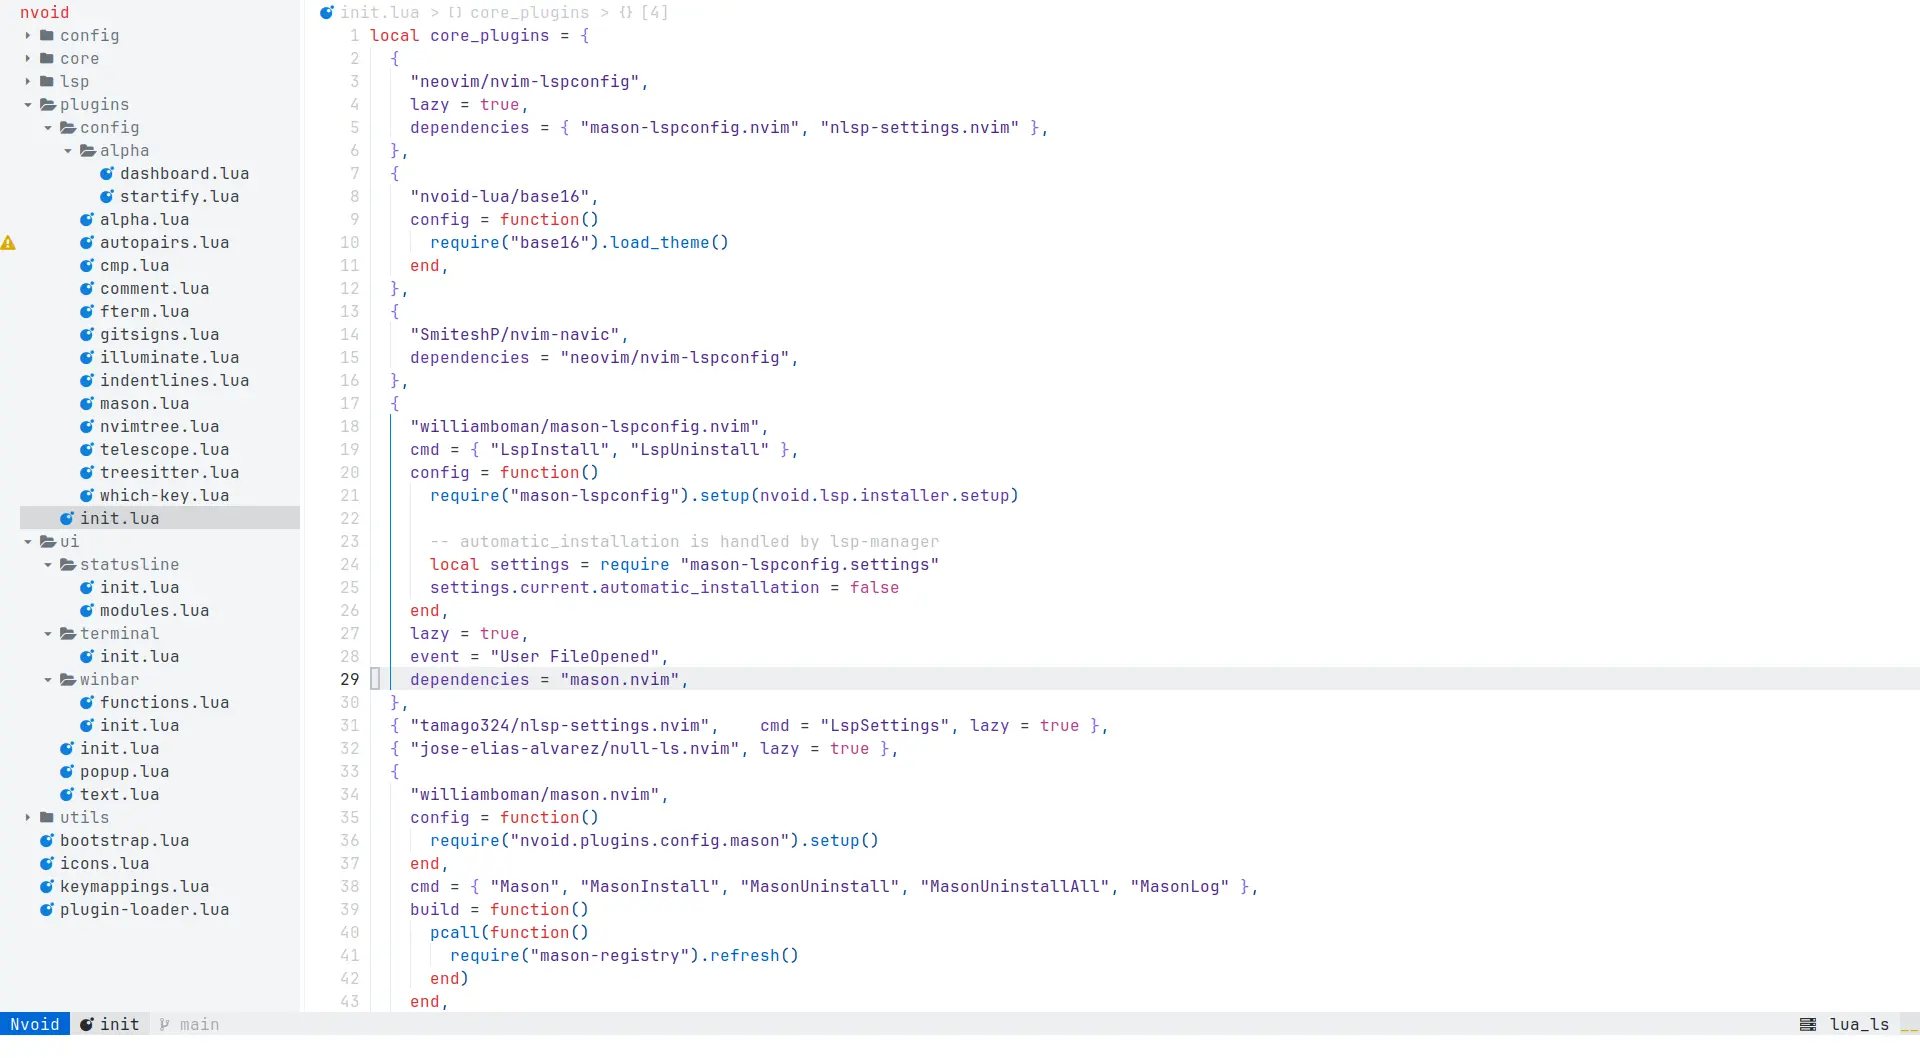 nvoid
config
core
lsp
plugins
config
alpha
dashboard.lua
startify.lua
alpha.lua
autopairs.lua
cmp.lua
comment.lua
fterm.lua
gitsigns.lua
illuminate.lua
indentlines.lua
mason.lua
nvimtree.lua
telescope.lua
treesitter.lua
which-key.lua
init.lua
ui
statusline
init.lua
modules.lua
terminal
init.lua
winbar
functions.lua
init.lua
init.lua
popup.lua
text.lua
utils
bootstrap.lua
icons.lua
keymappings.lua
plugin-loader.lua
init.lua > [] core_plugins > {} [4]
1 local core_plugins = {
2   {
3     "neovim/nvim-lspconfig",
4     lazy = true,
5     dependencies = { "mason-lspconfig.nvim", "nlsp-settings.nvim" },
6   },
7   {
8     "nvoid-lua/base16",
9     config = function()
10       require("base16").load_theme()
11     end,
12   },
13   {
14     "SmiteshP/nvim-navic",
15     dependencies = "neovim/nvim-lspconfig",
16   },
17   {
18     "williamboman/mason-lspconfig.nvim",
19     cmd = { "LspInstall", "LspUninstall" },
20     config = function()
21       require("mason-lspconfig").setup(nvoid.lsp.installer.setup)
22
23       -- automatic_installation is handled by lsp-manager
24       local settings = require "mason-lspconfig.settings"
25       settings.current.automatic_installation = false
26     end,
27     lazy = true,
28     event = "User FileOpened",
29     dependencies = "mason.nvim",
30   },
31   { "tamago324/nlsp-settings.nvim",    cmd = "LspSettings", lazy = true },
32   { "jose-elias-alvarez/null-ls.nvim", lazy = true },
33   {
34     "williamboman/mason.nvim",
35     config = function()
36       require("nvoid.plugins.config.mason").setup()
37     end,
38     cmd = { "Mason", "MasonInstall", "MasonUninstall", "MasonUninstallAll", "MasonLog" },
39     build = function()
40       pcall(function()
41         require("mason-registry").refresh()
42       end)
43     end,
Nvoid init main lua_ls __